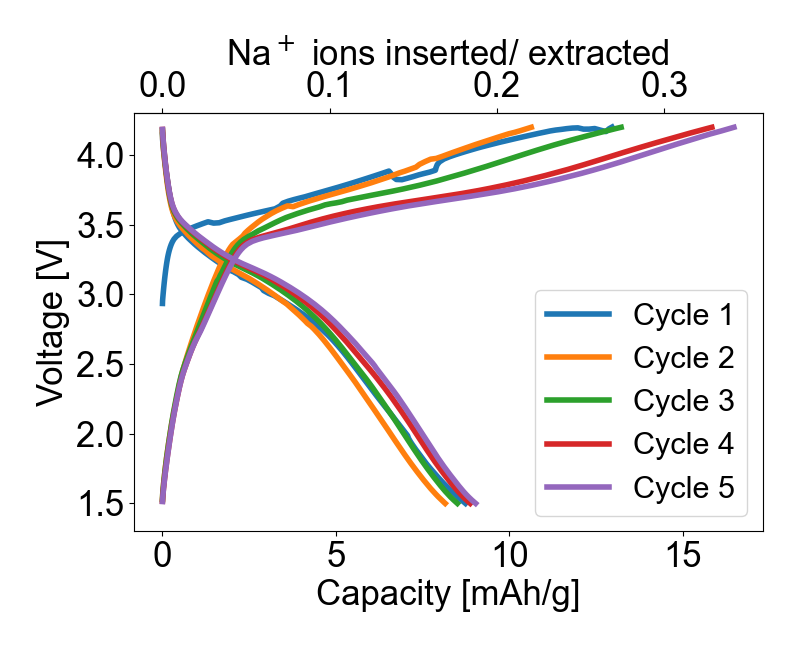 Na+ ions inserted/ extracted
0.0 0.1 0.2 0.3
4.0
3.5
3.0
2.5
2.0
1.5
Voltage [V]
Cycle 1
Cycle 2
Cycle 3
Cycle 4
Cycle 5
0 5 10 15
Capacity [mAh/g]